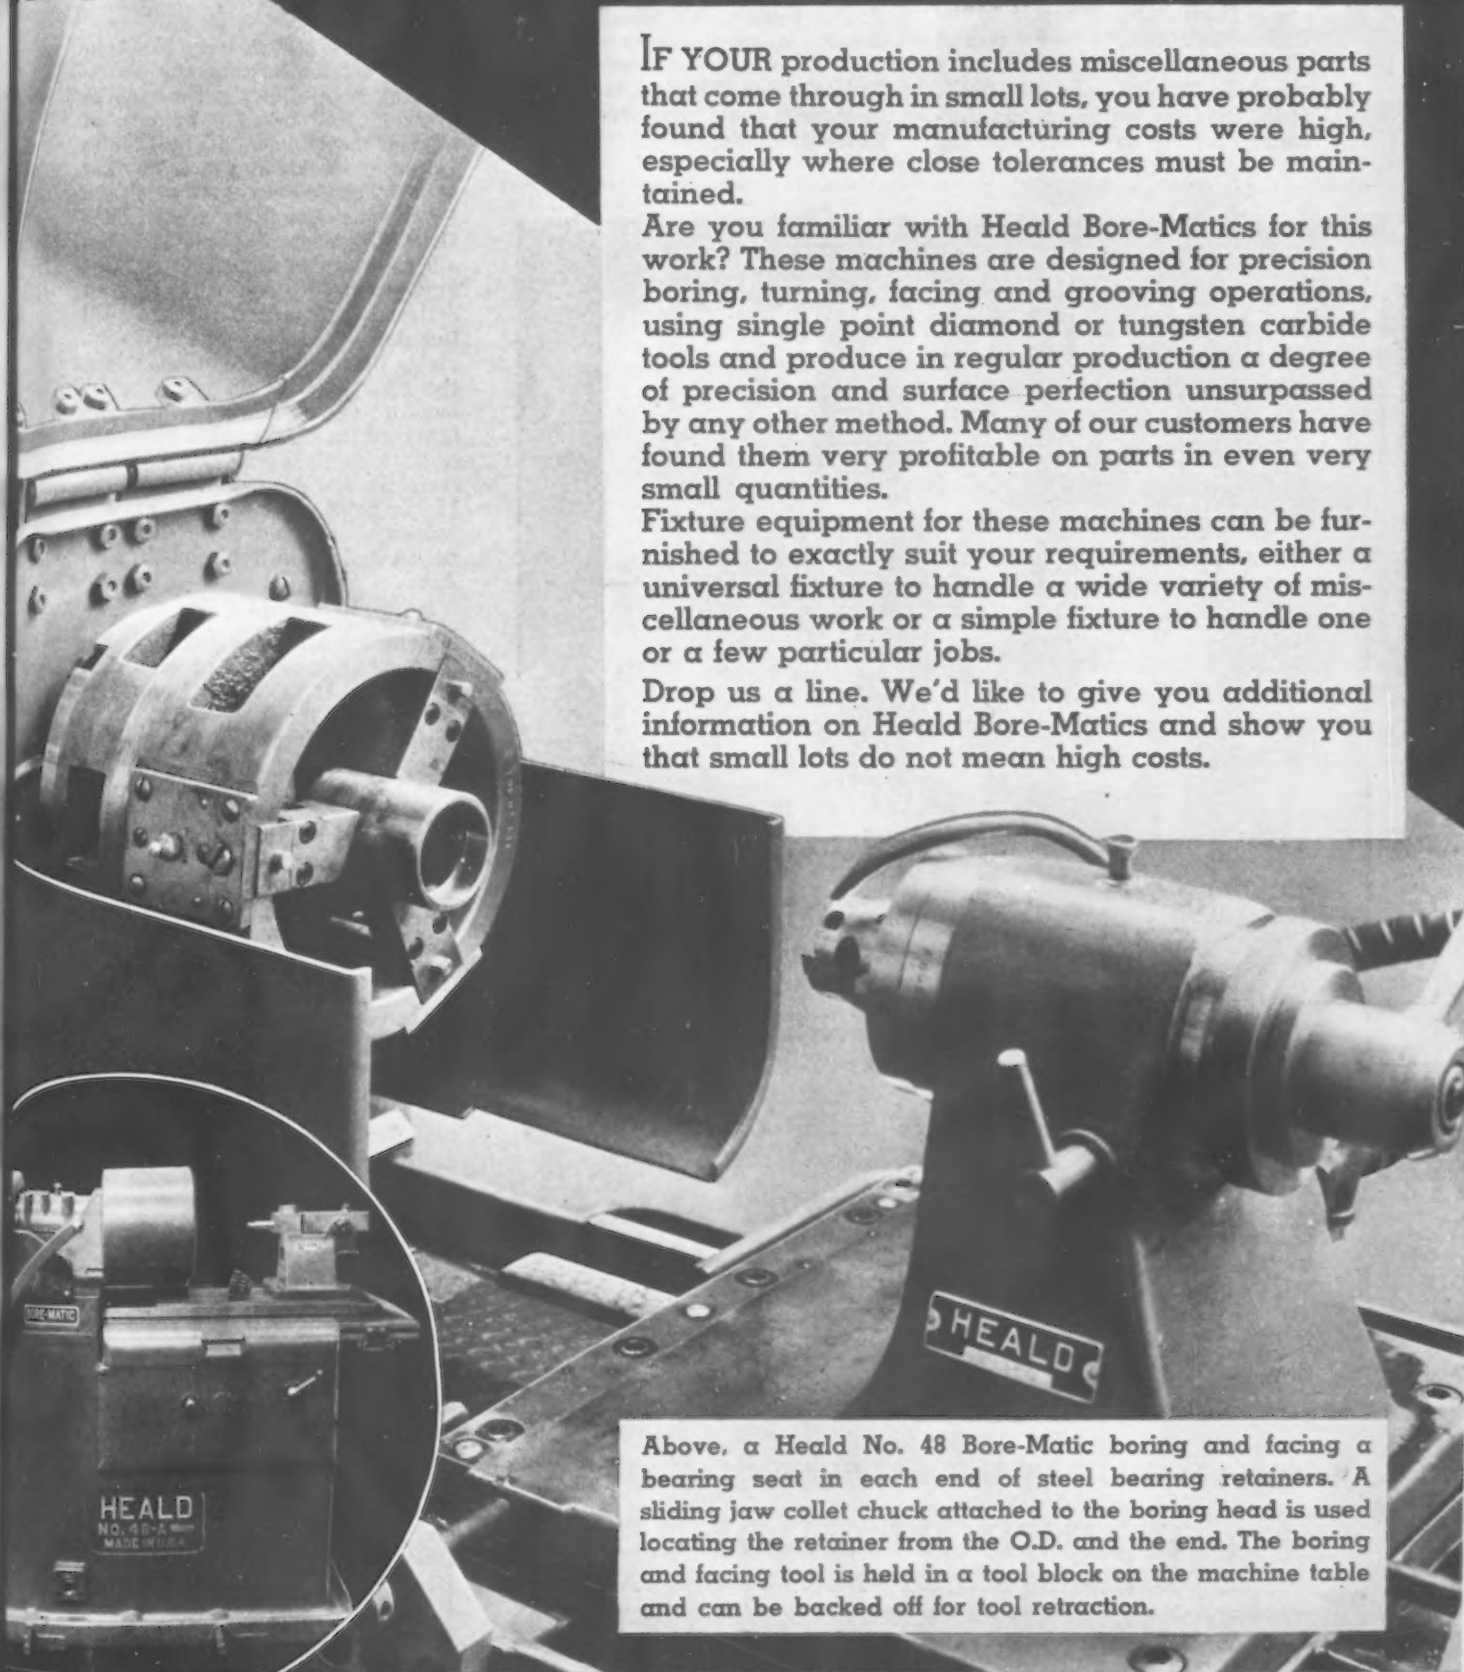 IF YOUR production includes miscellaneous parts
that come through in small lots, you have probably
found that your manufacturing costs were high,
especially where close tolerances must be main-
tained.
Are you familiar with Heald Bore-Matics for this
work? These machines are designed for precision
boring, turning, facing and grooving operations,
using single point diamond or tungsten carbide
tools and produce in regular production a degree
of precision and surface perfection unsurpassed
by any other method. Many of our customers have
found them very profitable on parts in even very
small quantities.
Fixture equipment for these machines can be fur-
nished to exactly suit your requirements, either a
universal fixture to handle a wide variety of mis-
cellaneous work or a simple fixture to handle one
or a few particular jobs.
Drop us a line. We'd like to give you additional
information on Heald Bore-Matics and show you
that small lots do not mean high costs.
HEALD
BORE-MATIC
HEALD
NO. 48-A
MADE IN U.S.A.
Above, a Heald No. 48 Bore-Matic boring and facing a
bearing seat in each end of steel bearing retainers. A
sliding jaw collet chuck attached to the boring head is used
locating the retainer from the O.D. and the end. The boring
and facing tool is held in a tool block on the machine table
and can be backed off for tool retraction.